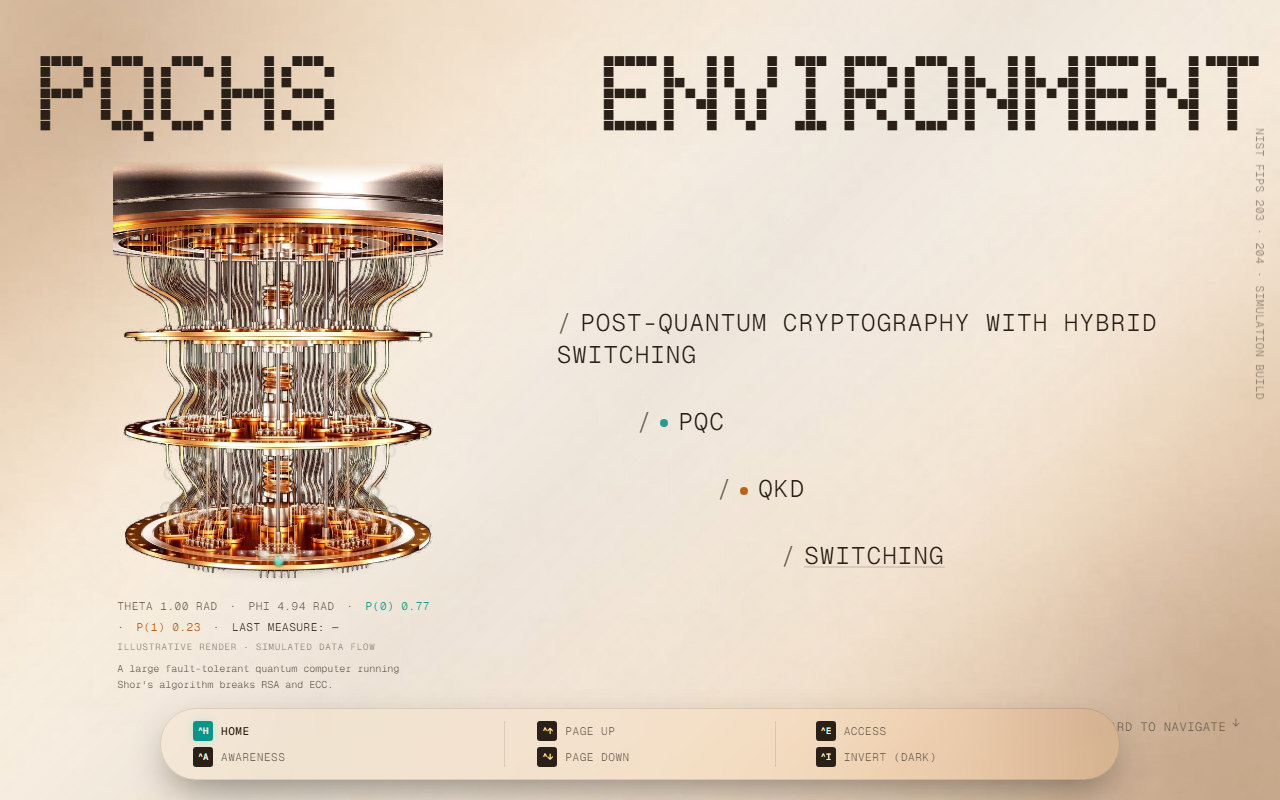 PQCHS ENVIRONMENT
NIST FIPS 203 · 204 · SIMULATION BUILD
/ POST-QUANTUM CRYPTOGRAPHY WITH HYBRID
SWITCHING
/ • PQC
/ • QKD
/ SWITCHING
THETA 1.00 RAD · PHI 4.94 RAD · P(0) 0.77
· P(1) 0.23 · LAST MEASURE: —
ILLUSTRATIVE RENDER · SIMULATED DATA FLOW
A large fault-tolerant quantum computer running
Shor's algorithm breaks RSA and ECC.
^H HOME
^A AWARENESS
^↑ PAGE UP
^↓ PAGE DOWN
^E ACCESS
^I INVERT (DARK)
TO NAVIGATE ↓